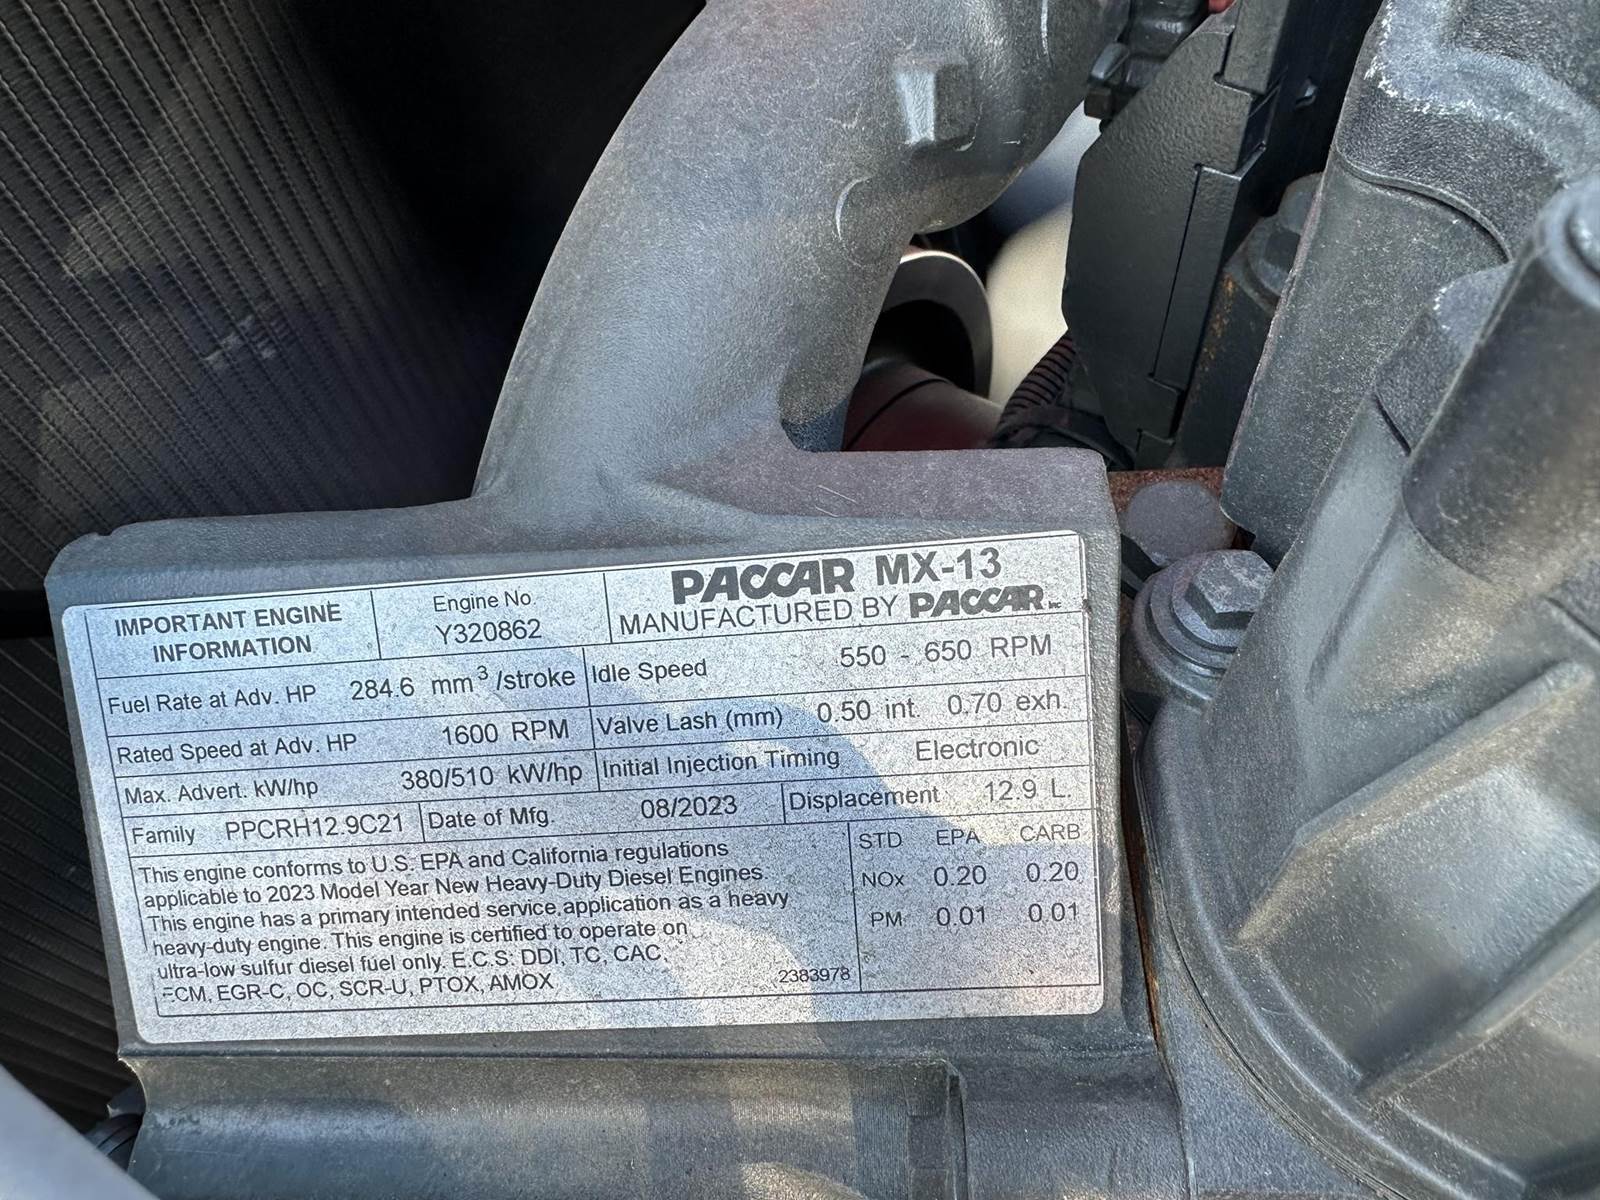 IMPORTANT ENGINE
INFORMATION
Engine No.
Y320862
PACCAR MX-13
MANUFACTURED BY PACCAR Inc
Fuel Rate at Adv. HP 284.6 mm³/stroke
Idle Speed 550 - 650 RPM
Rated Speed at Adv. HP 1600 RPM
Valve Lash (mm) 0.50 int. 0.70 exh.
Max. Advert. kW/hp 380/510 kW/hp
Initial Injection Timing Electronic
Family PPCRH12.9C21
Date of Mfg. 08/2023
Displacement 12.9 L.
This engine conforms to U.S. EPA and California regulations
applicable to 2023 Model Year New Heavy-Duty Diesel Engines.
This engine has a primary intended service application as a heavy
heavy-duty engine. This engine is certified to operate on
ultra-low sulfur diesel fuel only. E.C.S: DDI, TC, CAC,
ECM, EGR-C, OC, SCR-U, PTOX, AMOX
2383978
STD EPA CARB
NOx 0.20 0.20
PM 0.01 0.01